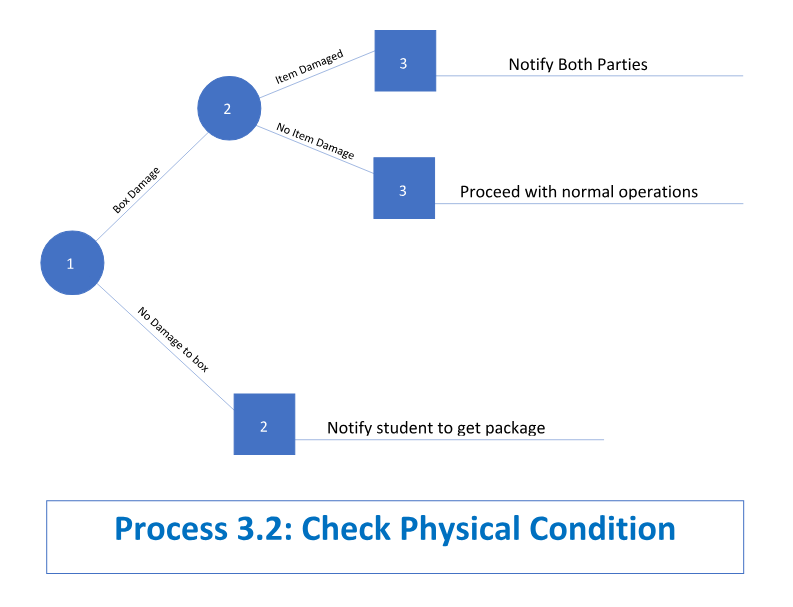 Item Damaged
3
Notify Both Parties
2
No Item Damage
3
Proceed with normal operations
Box Damage
1
No Damage to box
2
Notify student to get package
Process 3.2: Check Physical Condition